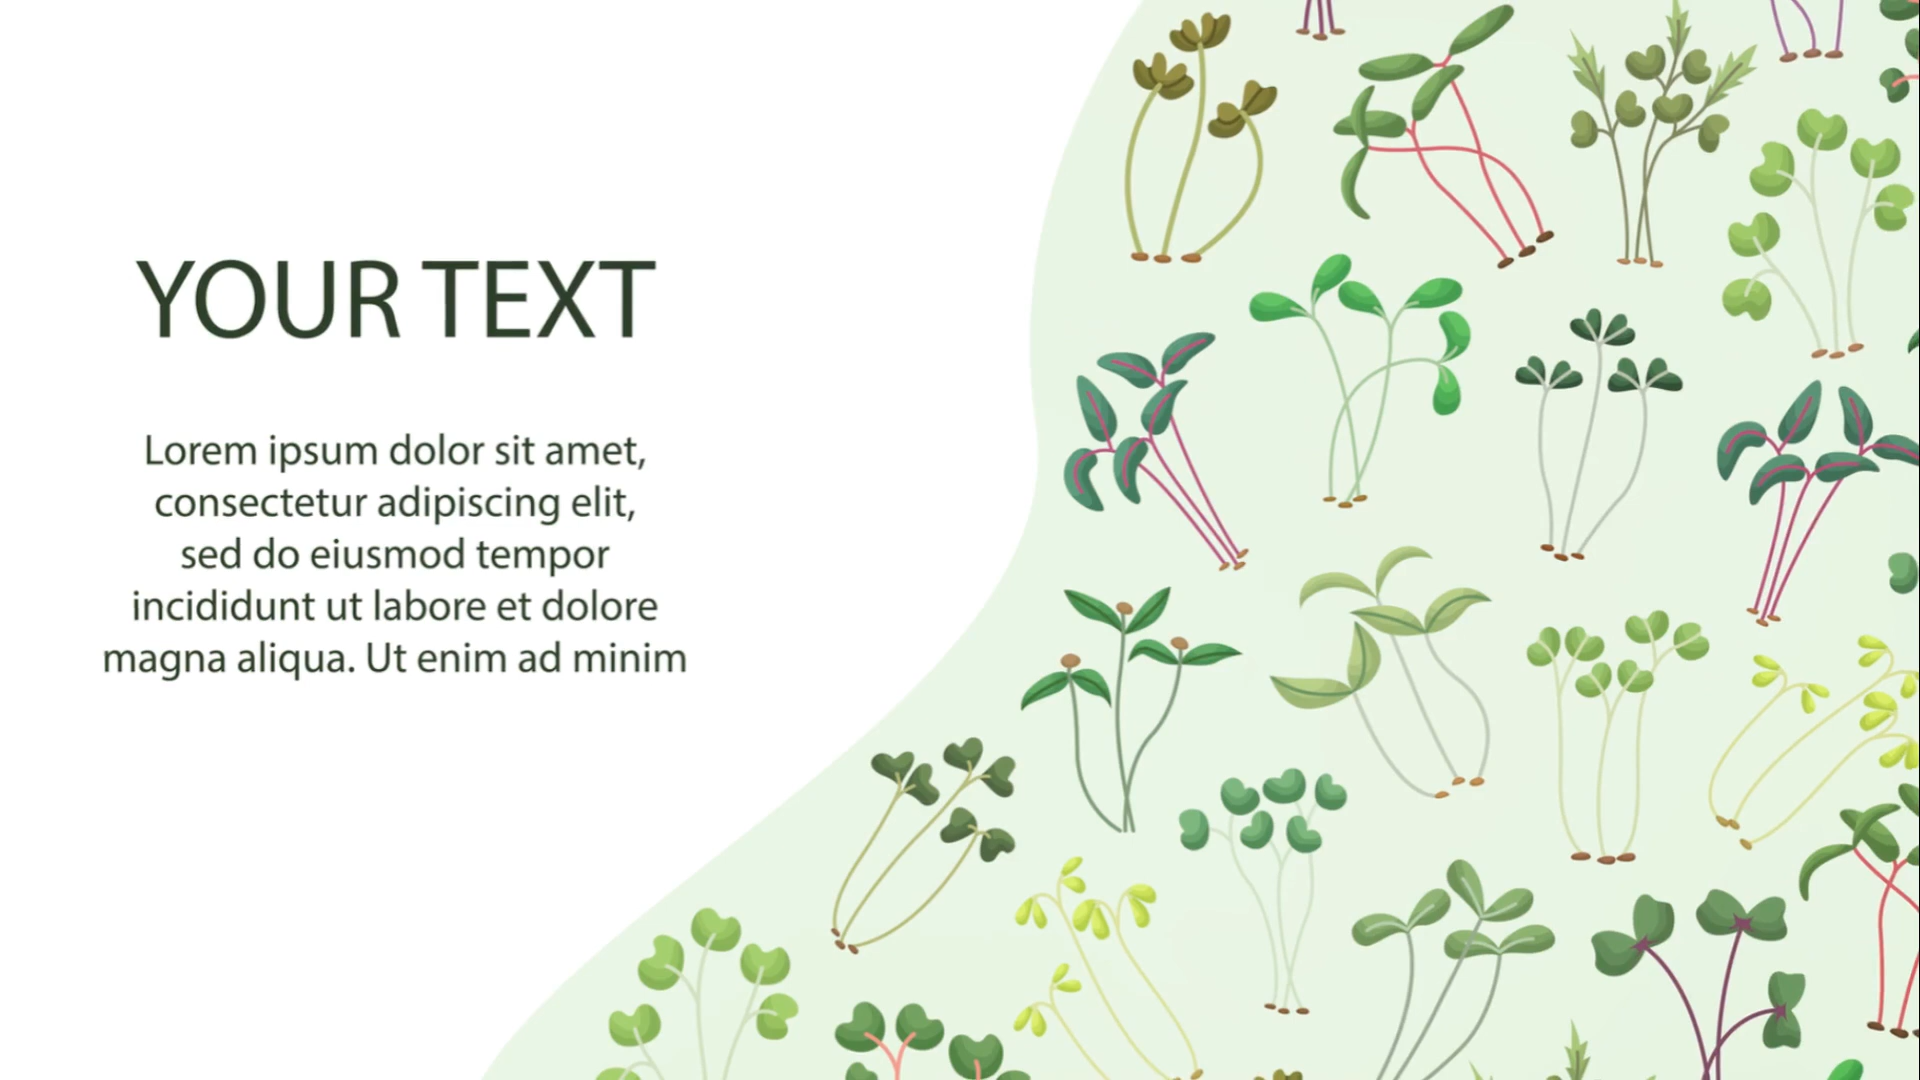 YOUR TEXT
Lorem ipsum dolor sit amet,
consectetur adipiscing elit,
sed do eiusmod tempor
incididunt ut labore et dolore
magna aliqua. Ut enim ad minim